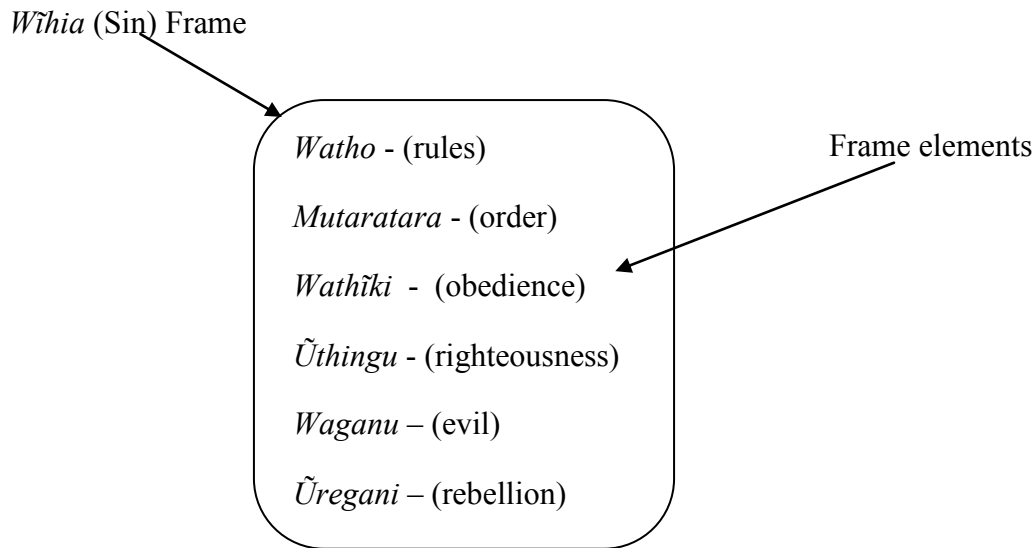 Wĩhia (Sin) Frame
Watho - (rules)
Frame elements
Mutaratara - (order)
Wathĩki - (obedience)
Ũthingu - (righteousness)
Waganu – (evil)
Ũregani – (rebellion)